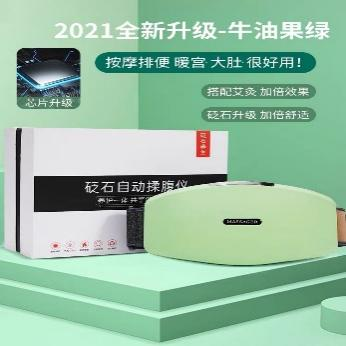 2021全新升级-牛油果绿
按摩排便 暖宫 大肚 很好用!
芯片升级
搭配艾灸 加倍效果
砭石升级 加倍舒适
砭石自动揉腹仪